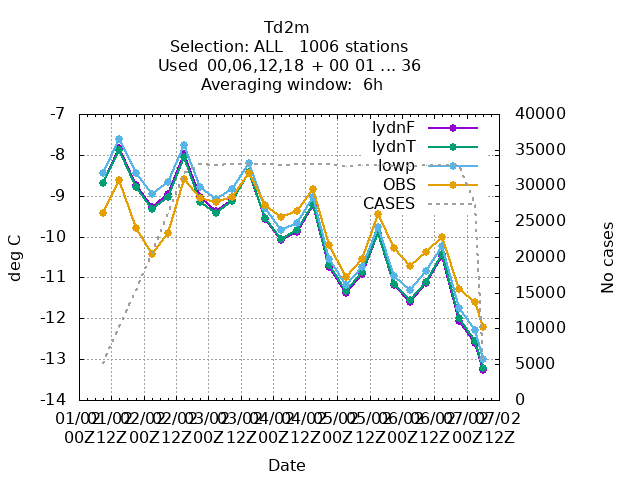 Td2m
Selection: ALL   1006 stations
Used  00,06,12,18  + 00 01 ... 36
Averaging window:  6h
-7
-8
-9
-10
-11
-12
-13
-14
deg C
lydnF
lydnT
lowp
OBS
CASES
40000
35000
30000
25000
20000
15000
10000
5000
0
No cases
01/02 01/02 02/02 02/02 03/02 03/02 04/02 04/02 05/02 05/02 06/02 06/02 07/02 07/02
00Z 12Z 00Z 12Z 00Z 12Z 00Z 12Z 00Z 12Z 00Z 12Z 00Z 12Z
Date